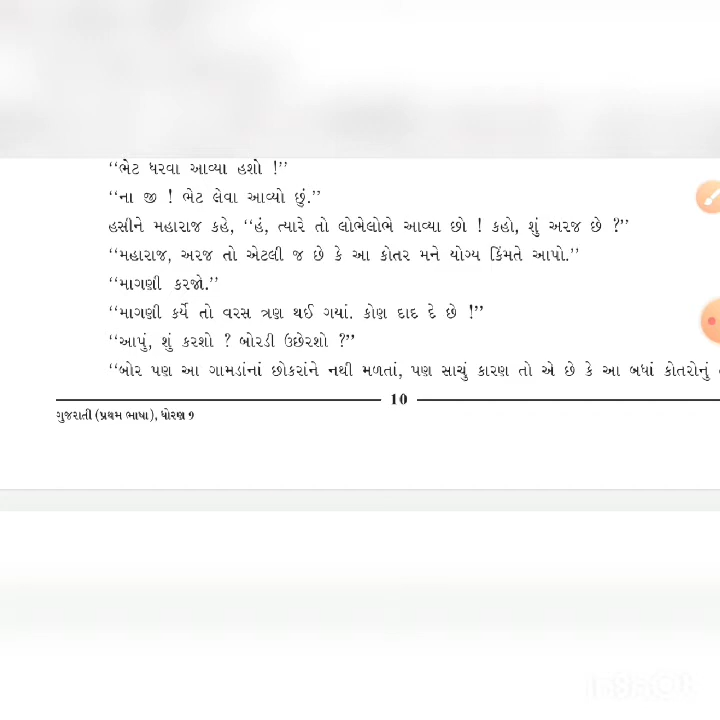 ‘‘ભેટ ધરવા આવ્યા હશો !’’
‘‘ના જી ! ભેટ લેવા આવ્યો છું.’’
હસીને મહારાજ કહે, ‘‘હં, ત્યારે તો લોભેલોભે આવ્યા છો ! કહો, શું અરજ છે ?’’
‘‘મહારાજ, અરજ તો એટલી જ છે કે આ કોતર મને યોગ્ય કિંમતે આપો.’’
‘‘માગણી કરજો.’’
‘‘માગણી કર્યે તો વરસ ત્રણ થઈ ગયાં. કોણ દાદ દે છે !’’
‘‘આપું, શું કરશો ? બોરડી ઉછેરશો ?’’
‘‘બોર પણ આ ગામડાંનાં છોકરાંને નથી મળતાં, પણ સાચું કારણ તો એ છે કે આ બધાં કોતરોનું
10
ગુજરાતી (પ્રથમ ભાષા), ધોરણ 9